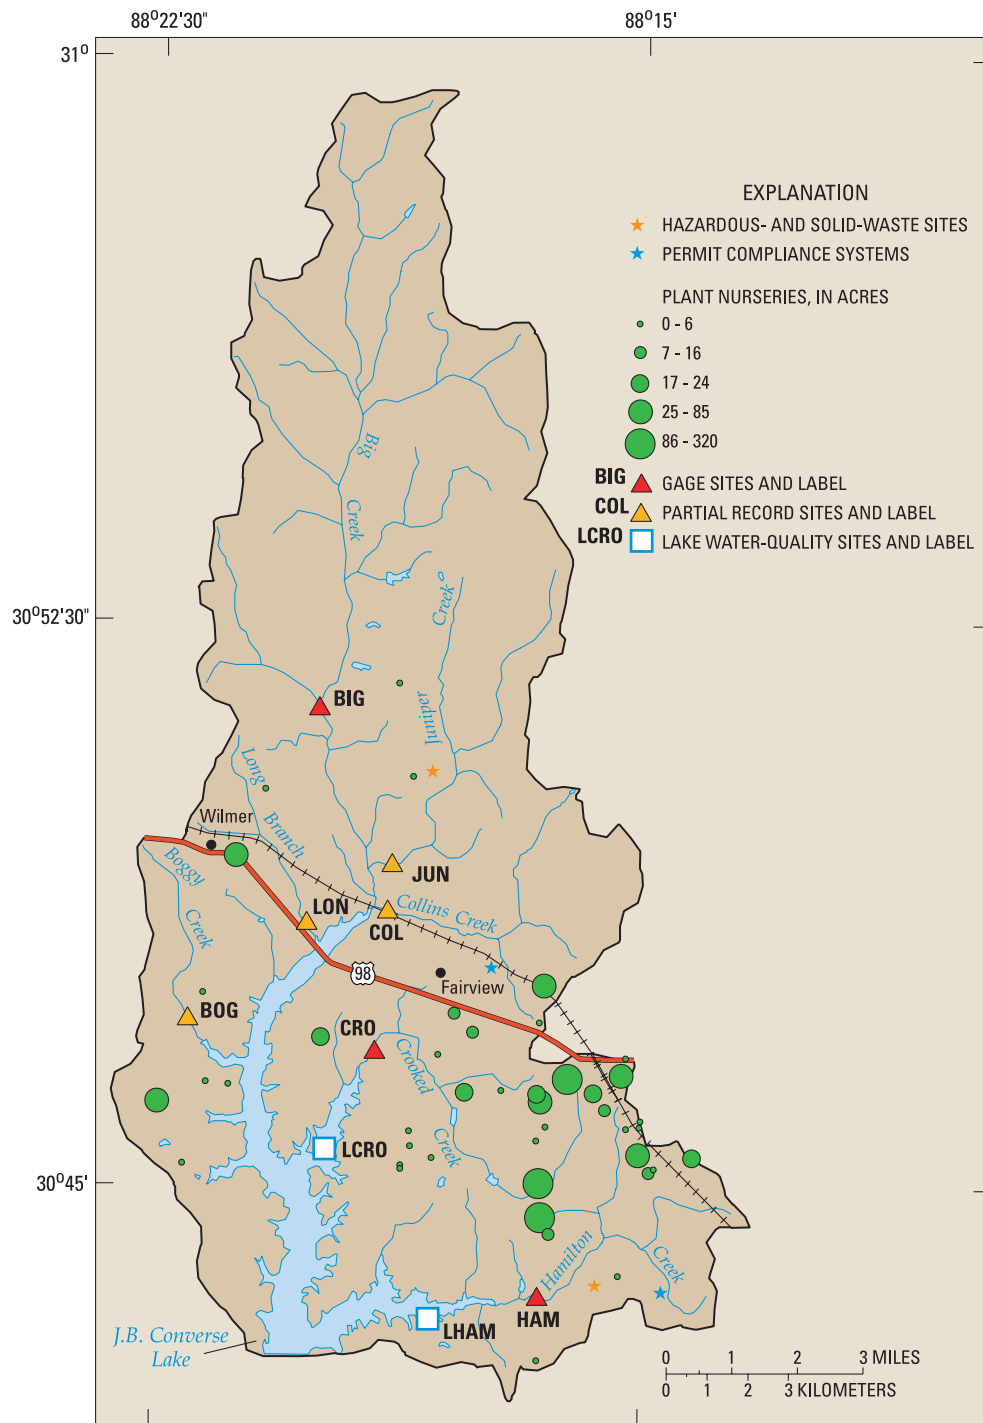 88°22'30"
88°15'
31°
EXPLANATION
HAZARDOUS- AND SOLID-WASTE SITES
PERMIT COMPLIANCE SYSTEMS
PLANT NURSERIES, IN ACRES
0 - 6
7 - 16
17 - 24
25 - 85
86 - 320
BIG GAGE SITES AND LABEL
COL PARTIAL RECORD SITES AND LABEL
LCRO LAKE WATER-QUALITY SITES AND LABEL
Big
Creek
Creek
30°52'30"
BIG
Juniper
Long
Branch
Wilmer
Boggy
Creek
JUN
LON
COL
Collins Creek
98
Fairview
BOG
CRO
Crooked
Creek
LCRO
30°45'
Hamilton
Creek
HAM
LHAM
J.B. Converse
Lake
0 1 2 3 MILES
0 1 2 3 KILOMETERS